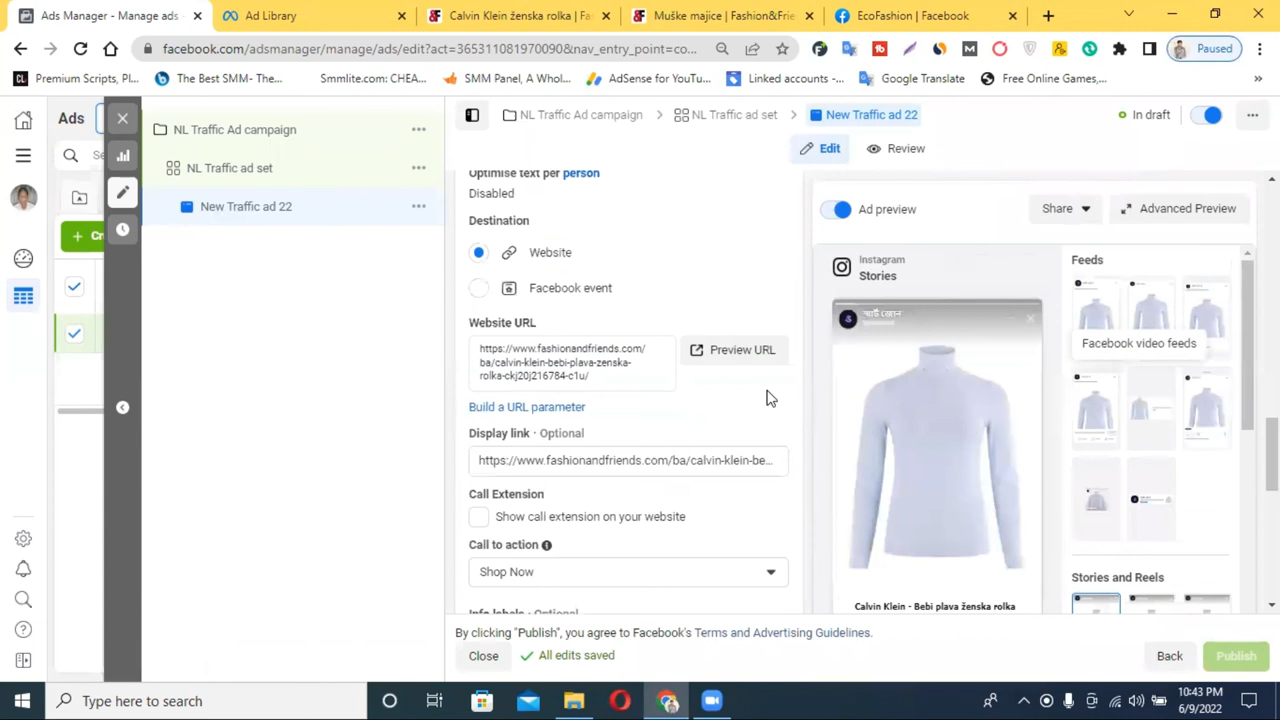 Ads Manager - Manage ads -
Ad Library
Calvin Klein ženska rolka | Fa
Muške majice | Fashion&Frie
EcoFashion | Facebook
facebook.com/adsmanager/manage/ads/edit?act=365311081970090&nav_entry_point=co...
Paused
Premium Scripts, Pl...
The Best SMM- The...
Smmlite.com: CHEA...
SMM Panel, A Whol...
AdSense for YouTu...
Linked accounts -...
Google Translate
Free Online Games,...
Ads
NL Traffic Ad campaign
NL Traffic ad set
New Traffic ad 22
NL Traffic Ad campaign
NL Traffic ad set
New Traffic ad 22
In draft
Edit
Review
Optimise text per person
Disabled
Destination
Website
Facebook event
Website URL
https://www.fashionandfriends.com/
ba/calvin-klein-bebi-plava-zenska-
rolka-ckj20j216784-c1u/
Preview URL
Build a URL parameter
Display link · Optional
https://www.fashionandfriends.com/ba/calvin-klein-be...
Call Extension
Show call extension on your website
Call to action
Shop Now
Ad preview
Share
Advanced Preview
Instagram
Stories
Calvin Klein - Bebi plava ženska rolka
Feeds
Facebook video feeds
Stories and Reels
By clicking "Publish", you agree to Facebook's Terms and Advertising Guidelines.
Close
All edits saved
Back
Publish
Type here to search
10:43 PM
6/9/2022